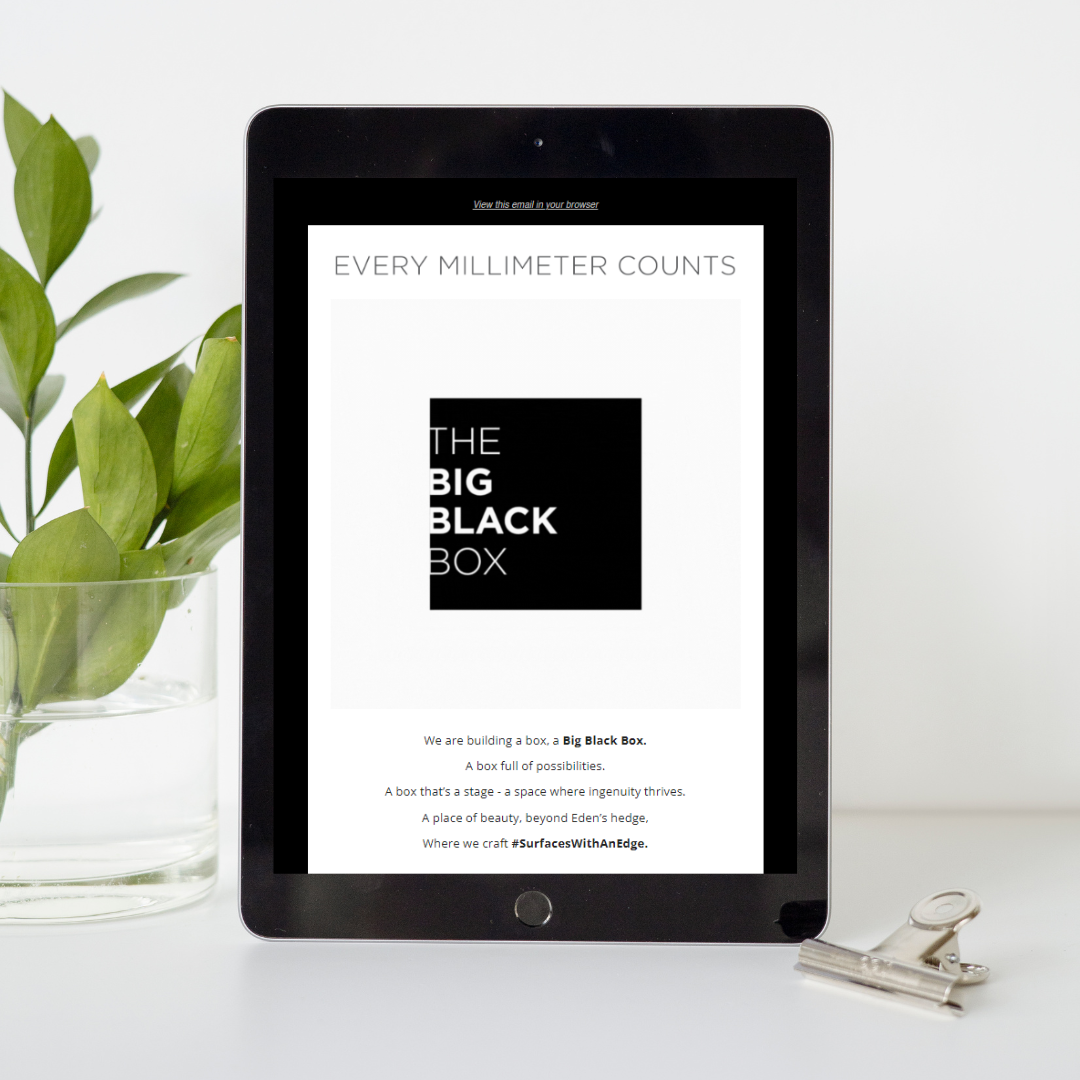 View this email in your browser
EVERY MILLIMETER COUNTS
THE
BIG
BLACK
BOX
We are building a box, a Big Black Box.
A box full of possibilities.
A box that's a stage - a space where ingenuity thrives.
A place of beauty, beyond Eden's hedge,
Where we craft #SurfacesWithAnEdge.